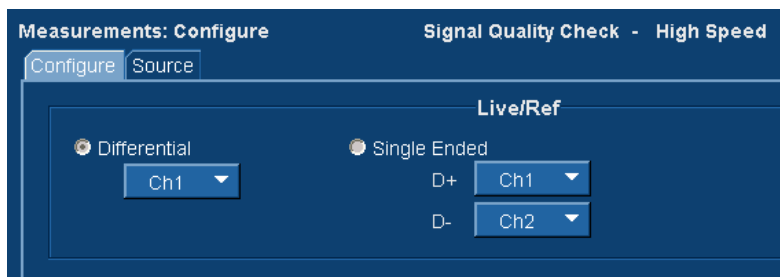 Measurements: Configure Signal Quality Check - High Speed
Configure Source
Live/Ref
Differential Single Ended
Ch1 D+ Ch1
D- Ch2